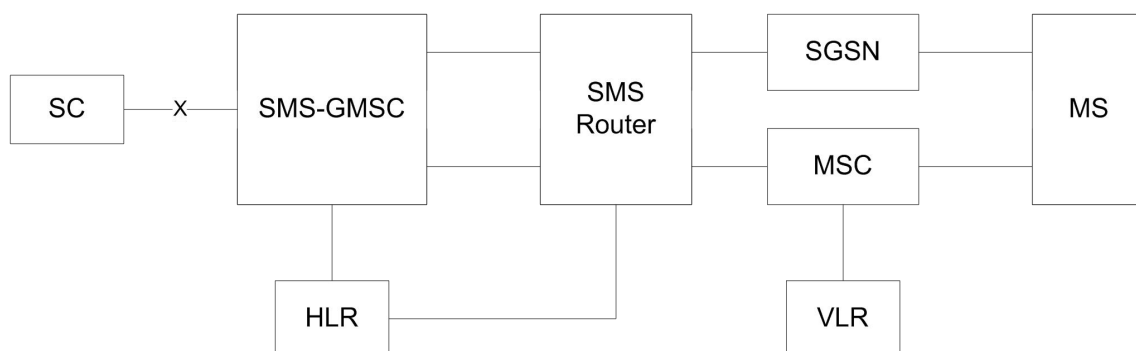 SC
X
SMS-GMSC
SMS
Router
SGSN
MSC
MS
HLR
VLR